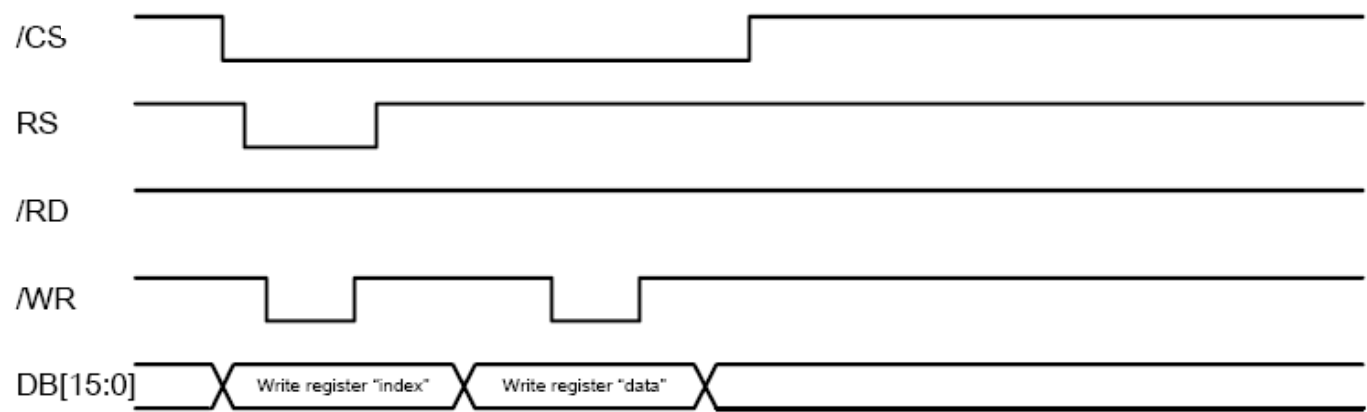 /CS
RS
/RD
/WR
DB[15:0] Write register “index” Write register “data”